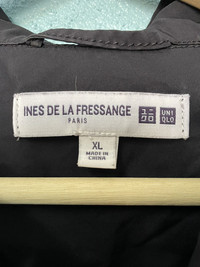 INES DE LA FRESSANGE
PARIS
ユニ
クロ
UNI
QLO
XL
MADE IN
CHINA